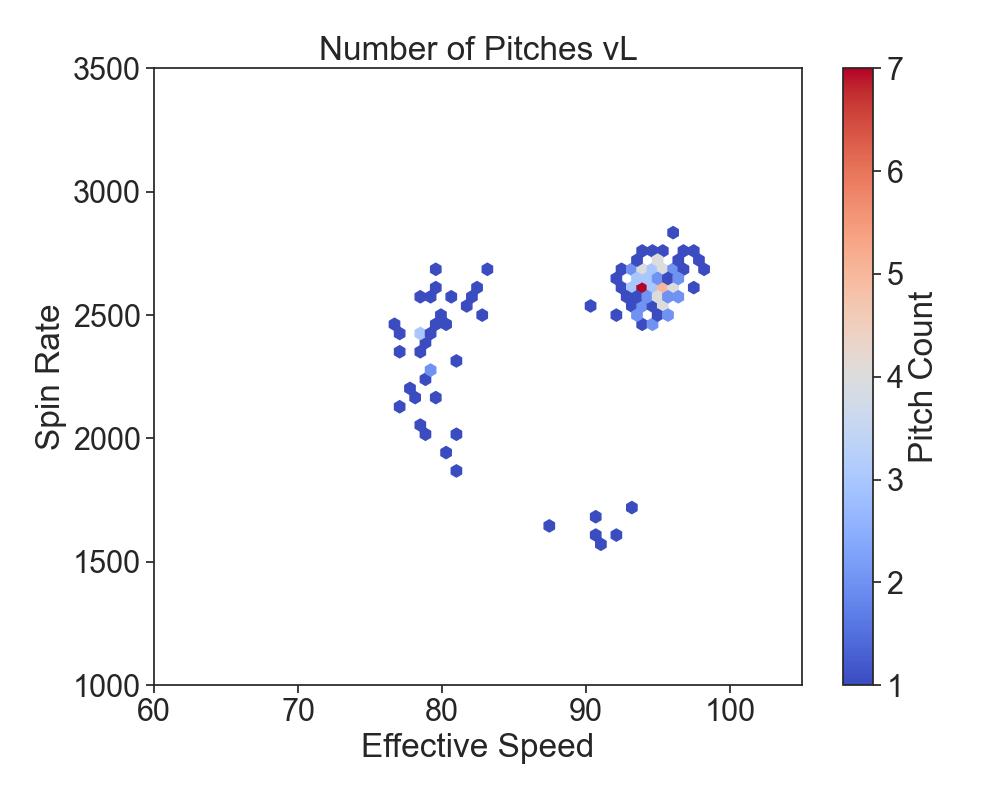 Number of Pitches vL
3500
3000
2500
2000
1500
1000
Spin Rate
60 70 80 90 100
Effective Speed
7
6
5
4
3
2
1
Pitch Count